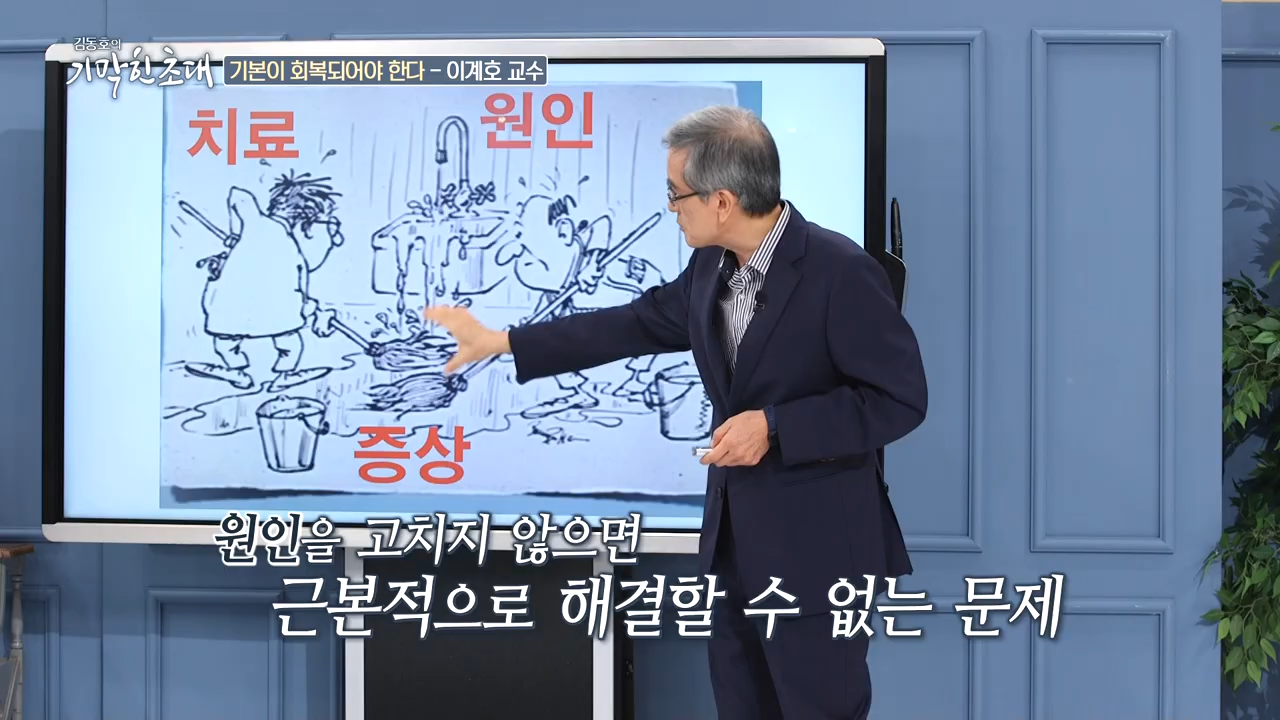 김동호의
기막힌초대
기본이 회복되어야 한다 – 이계호 교수
치료
원인
증상
원인을 고치지 않으면
근본적으로 해결할 수 없는 문제